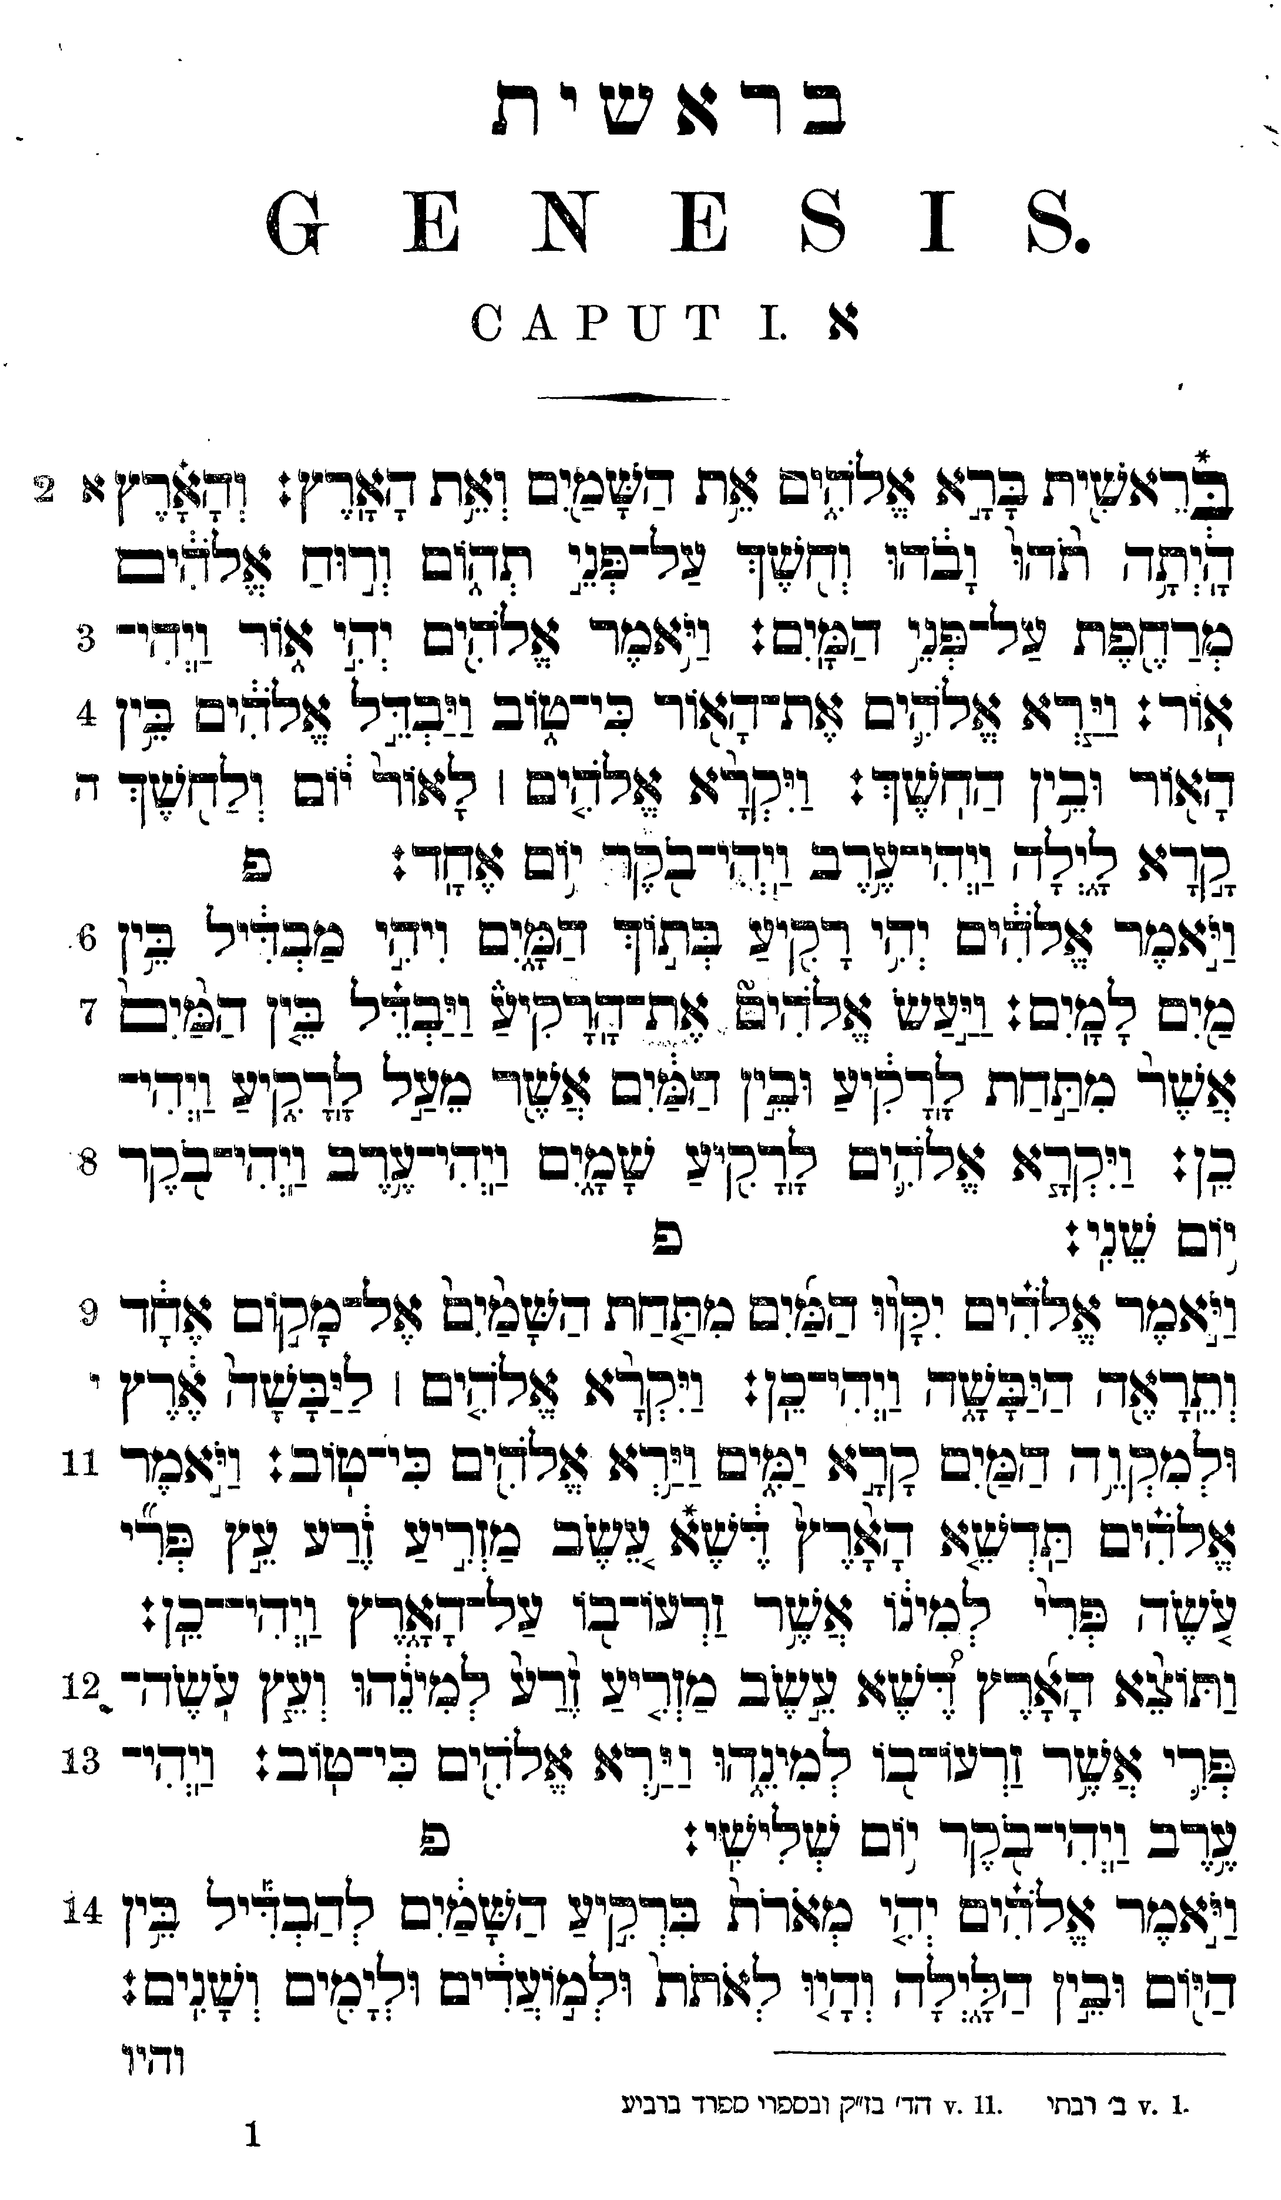 בראשית
GENESIS.
CAPUT I. א
בְּ*רֵאשִׁ֖ית בָּרָ֣א אֱלֹהִ֑ים אֵ֥ת הַשָּׁמַ֖יִם וְאֵ֥ת הָאָֽרֶץ׃ וְהָאָ֗רֶץ א 2
הָֽיְתָ֥ה תֹ֙הוּ֙ וָבֹ֔הוּ וְחֹ֖שֶׁךְ עַל־פְּנֵ֣י תְה֑וֹם וְר֣וּחַ אֱלֹהִ֔ים
מְרַחֶ֖פֶת עַל־פְּנֵ֥י הַמָּֽיִם׃ וַיֹּ֥אמֶר אֱלֹהִ֖ים יְהִ֣י א֑וֹר וַֽיְהִי־ 3
אֽוֹר׃ וַיַּ֧רְא אֱלֹהִ֛ים אֶת־הָא֖וֹר כִּי־ט֑וֹב וַיַּבְדֵּ֣ל אֱלֹהִ֔ים בֵּ֥ין 4
הָא֖וֹר וּבֵ֥ין הַחֹֽשֶׁךְ׃ וַיִּקְרָ֨א אֱלֹהִ֤ים ׀ לָאוֹר֙ י֔וֹם וְלַחֹ֖שֶׁךְ ה
קָ֣רָא לָ֑יְלָה וַֽיְהִי־עֶ֥רֶב וַֽיְהִי־בֹ֖קֶר י֥וֹם אֶחָֽד׃ פ
וַיֹּ֣אמֶר אֱלֹהִ֔ים יְהִ֥י רָקִ֖יעַ בְּת֣וֹךְ הַמָּ֑יִם וִיהִ֣י מַבְדִּ֔יל בֵּ֥ין 6
מַ֖יִם לָמָֽיִם׃ וַיַּ֣עַשׂ אֱלֹהִים֮ אֶת־הָֽרָקִיעַ֒ וַיַּבְדֵּ֗ל בֵּ֤ין הַמַּ֙יִם֙ 7
אֲשֶׁר֙ מִתַּ֣חַת לָֽרָקִ֔יעַ וּבֵ֣ין הַמַּ֔יִם אֲשֶׁ֖ר מֵעַ֣ל לָֽרָקִ֑יעַ וַֽיְהִי־
כֵֽן׃ וַיִּקְרָ֧א אֱלֹהִ֛ים לָֽרָקִ֖יעַ שָׁמָ֑יִם וַֽיְהִי־עֶ֥רֶב וַֽיְהִי־בֹ֖קֶר 8
י֥וֹם שֵׁנִֽי׃ פ
וַיֹּ֣אמֶר אֱלֹהִ֗ים יִקָּו֨וּ הַמַּ֜יִם מִתַּ֤חַת הַשָּׁמַ֙יִם֙ אֶל־מָק֣וֹם אֶחָ֔ד 9
וְתֵֽרָאֶ֖ה הַיַּבָּשָׁ֑ה וַֽיְהִי־כֵֽן׃ וַיִּקְרָ֨א אֱלֹהִ֤ים ׀ לַיַּבָּשָׁה֙ אֶ֔רֶץ י
וּלְמִקְוֵ֥ה הַמַּ֖יִם קָרָ֣א יַמִּ֑ים וַיַּ֥רְא אֱלֹהִ֖ים כִּי־טֽוֹב׃ וַיֹּ֣אמֶר 11
אֱלֹהִ֗ים תַּֽדְשֵׁ֤א הָאָ֙רֶץ֙ דֶּ֔שֶׁא* עֵ֚שֶׂב מַזְרִ֣יעַ זֶ֔רַע עֵ֣ץ פְּרִ֞י
עֹ֤שֶׂה פְּרִי֙ לְמִינ֔וֹ אֲשֶׁ֥ר זַרְעוֹ־ב֖וֹ עַל־הָאָ֑רֶץ וַֽיְהִי־כֵֽן׃
וַתּוֹצֵ֨א הָאָ֜רֶץ דֶּ֠שֶׁא עֵ֣שֶׂב מַזְרִ֤יעַ זֶ֙רַע֙ לְמִינֵ֔הוּ וְעֵ֧ץ עֹֽשֶׂה־ 12
פְּרִ֛י אֲשֶׁ֥ר זַרְעוֹ־ב֖וֹ לְמִינֵ֑הוּ וַיַּ֥רְא אֱלֹהִ֖ים כִּי־טֽוֹב׃ וַֽיְהִי־ 13
עֶ֥רֶב וַֽיְהִי־בֹ֖קֶר י֥וֹם שְׁלִישִֽׁי׃ פ
וַיֹּ֣אמֶר אֱלֹהִ֗ים יְהִ֤י מְאֹרֹת֙ בִּרְקִ֣יעַ הַשָּׁמַ֔יִם לְהַבְדִּ֕יל בֵּ֥ין 14
הַיּ֖וֹם וּבֵ֣ין הַלָּ֑יְלָה וְהָי֤וּ לְאֹתֹת֙ וּלְמ֣וֹעֲדִ֔ים וּלְיָמִ֖ים וְשָׁנִֽים׃
והיו
v. 1. ב׳ רבתי v. 11. הד׳ בז״ק ובספרי ספרד ברביע
1